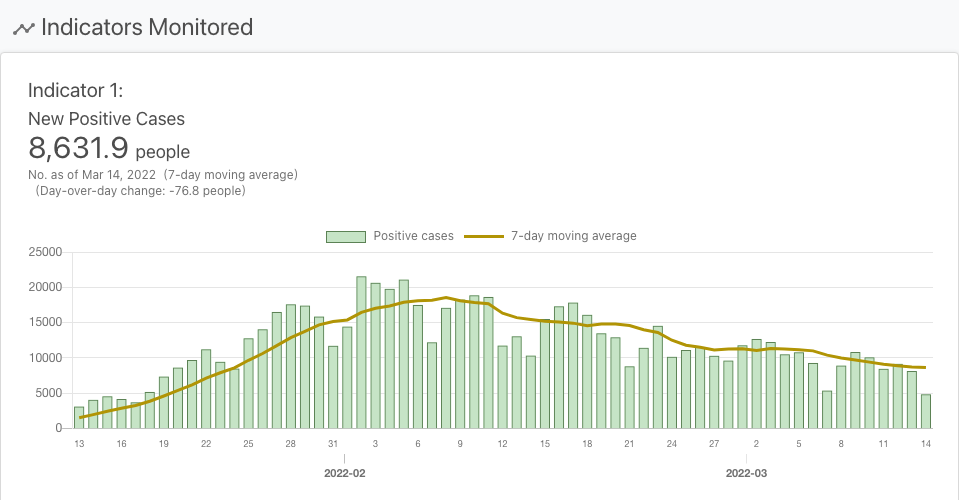 Indicators Monitored
Indicator 1:
New Positive Cases
8,631.9 people
No. as of Mar 14, 2022 (7-day moving average)
(Day-over-day change: -76.8 people)
Positive cases 7-day moving average
25000
20000
15000
10000
5000
0
13 16 19 22 25 28 31 3 6 9 12 15 18 21 24 27 2 5 8 11 14
2022-02 2022-03